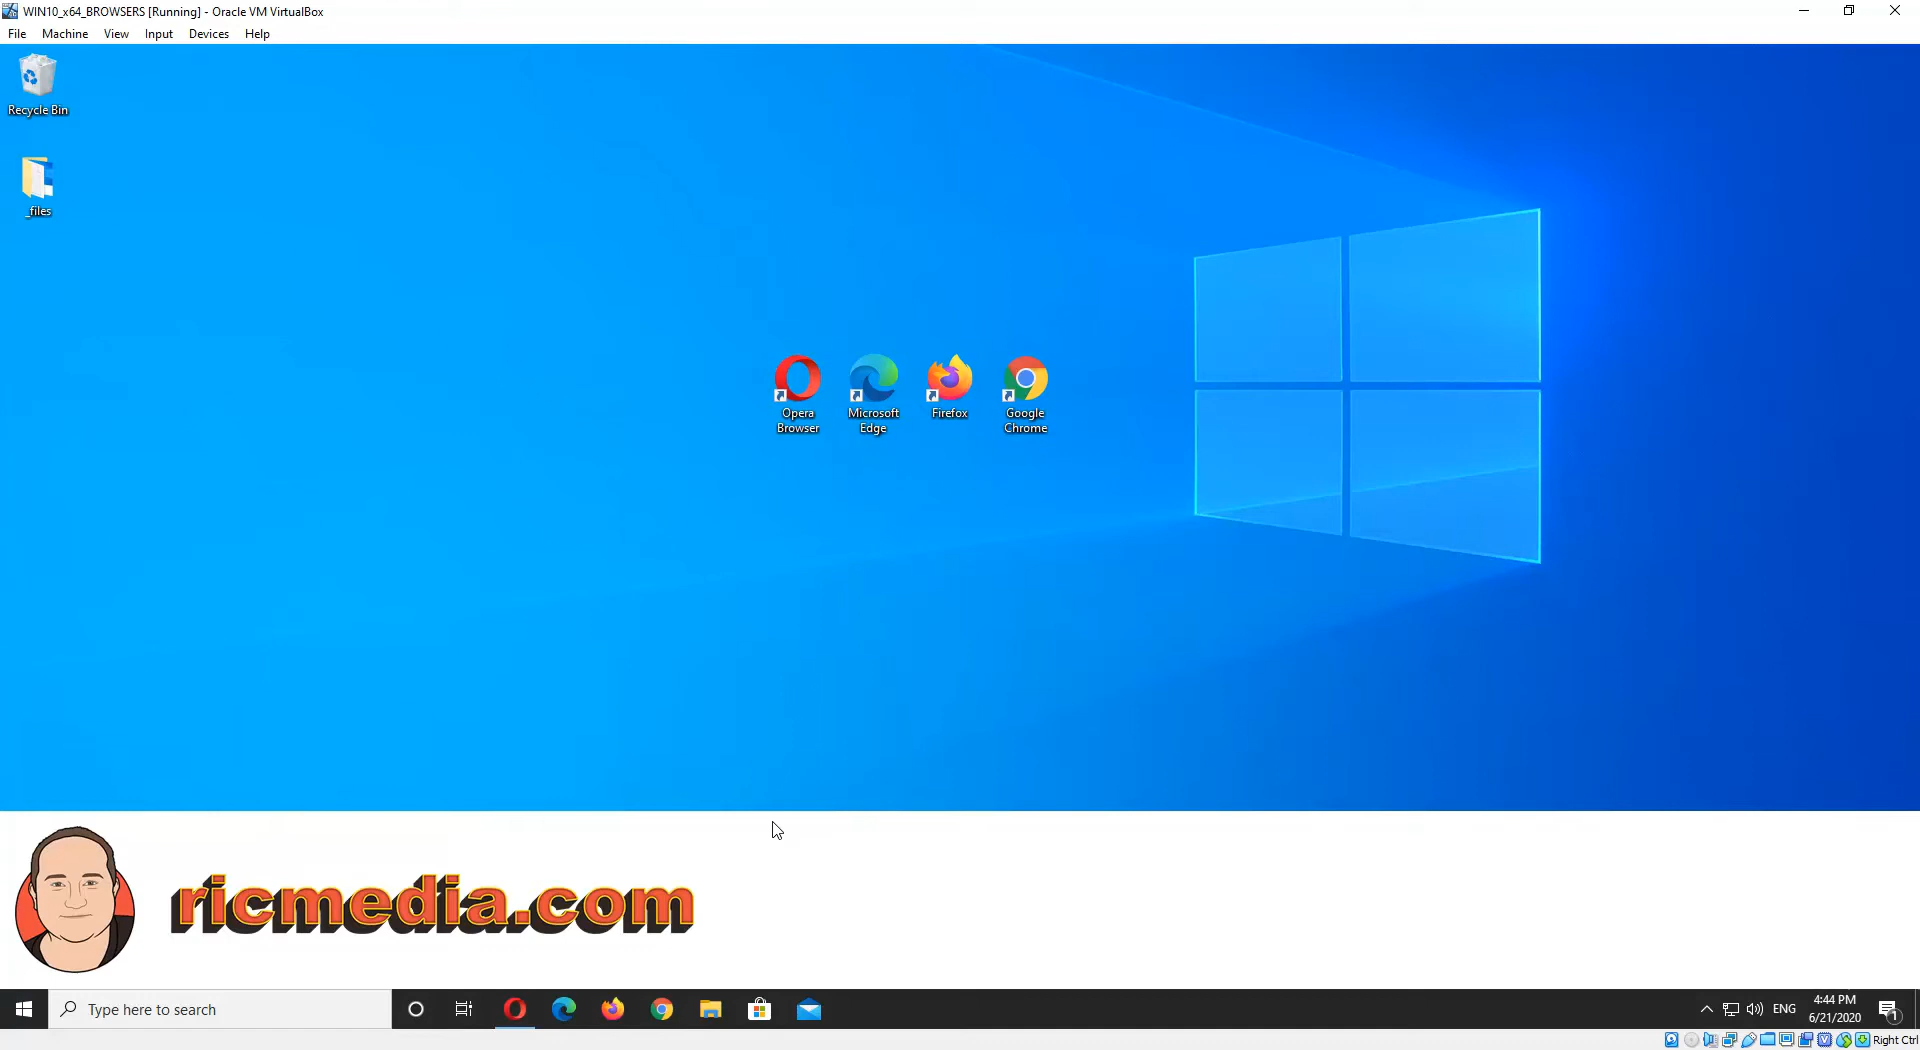 WIN10_x64_BROWSERS [Running] - Oracle VM VirtualBox
File Machine View Input Devices Help
Recycle Bin
_files
Opera Browser
Microsoft Edge
Firefox
Google Chrome
ricmedia.com
Type here to search
ENG
4:44 PM
6/21/2020
1
Right Ctrl